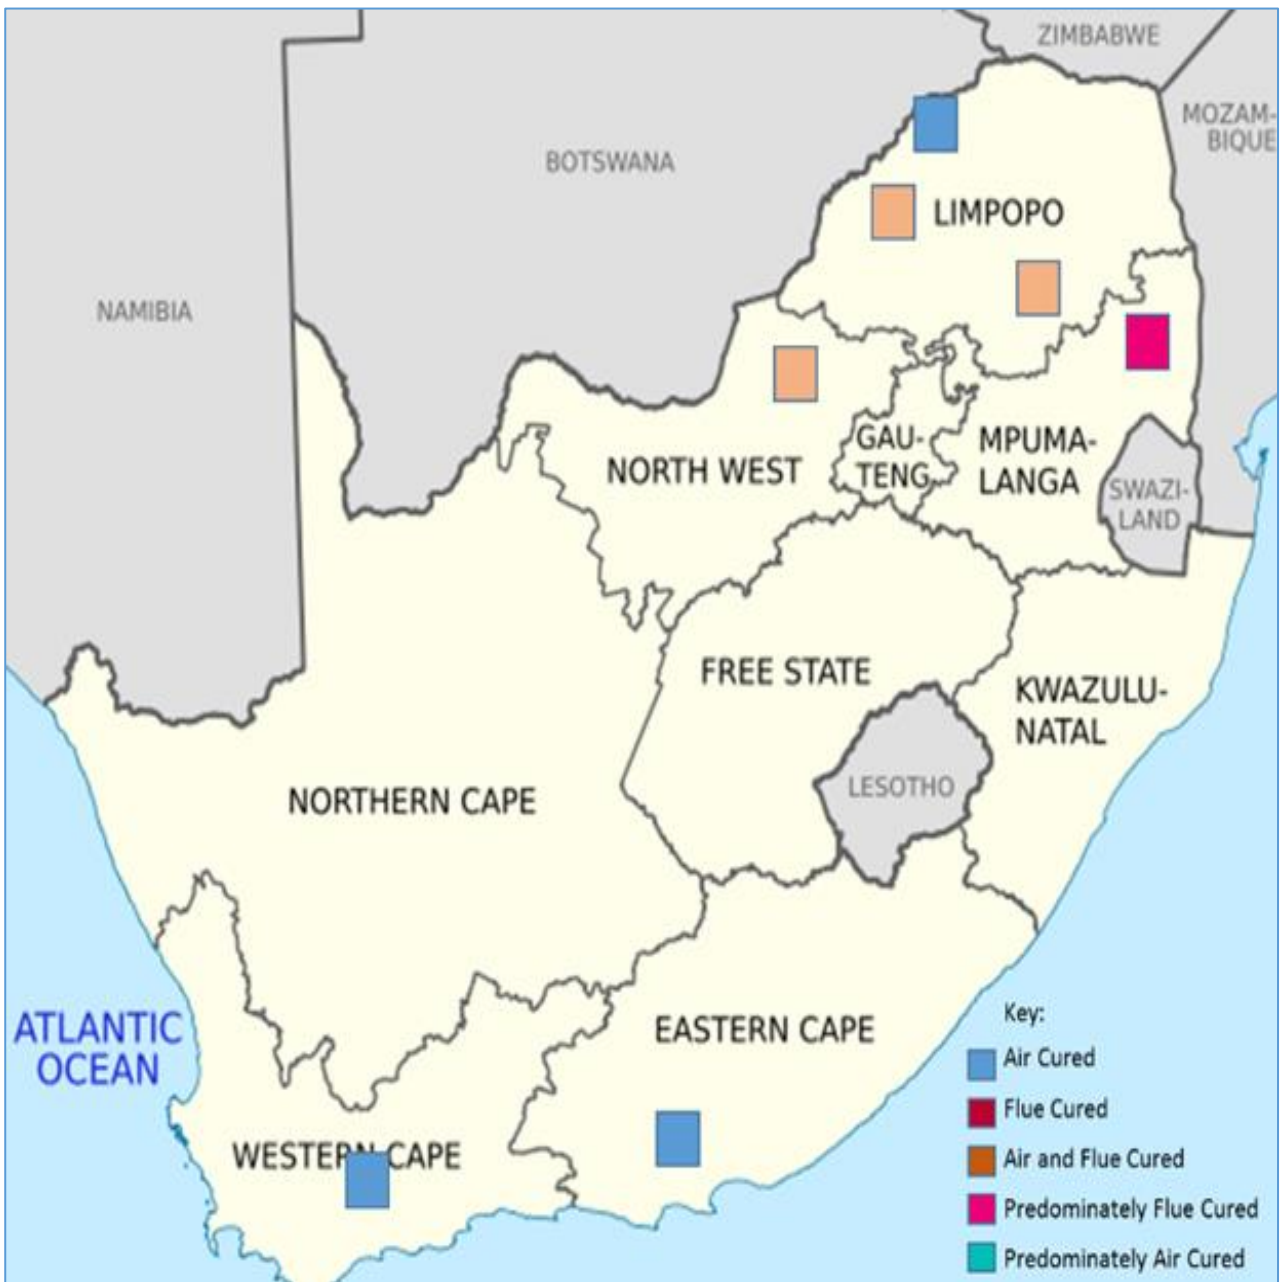 ZIMBABWE
MOZAM-
BIQUE
BOTSWANA
LIMPOPO
NAMIBIA
GAU-
TENG
MPUMA-
LANGA
NORTH WEST
SWAZI-
LAND
FREE STATE
KWAZULU-
NATAL
LESOTHO
NORTHERN CAPE
ATLANTIC
OCEAN
EASTERN CAPE
WESTERN CAPE
Key:
Air Cured
Flue Cured
Air and Flue Cured
Predominately Flue Cured
Predominately Air Cured